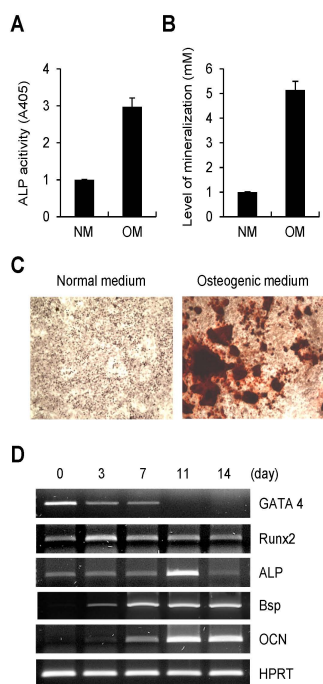 A
ALP acitivity (A405)
4
3
2
1
0
NM OM
B
Level of mineralization (mM)
6
5
4
3
2
1
0
NM OM
C
Normal medium Osteogenic medium
D
0 3 7 11 14 (day)
GATA 4
Runx2
ALP
Bsp
OCN
HPRT